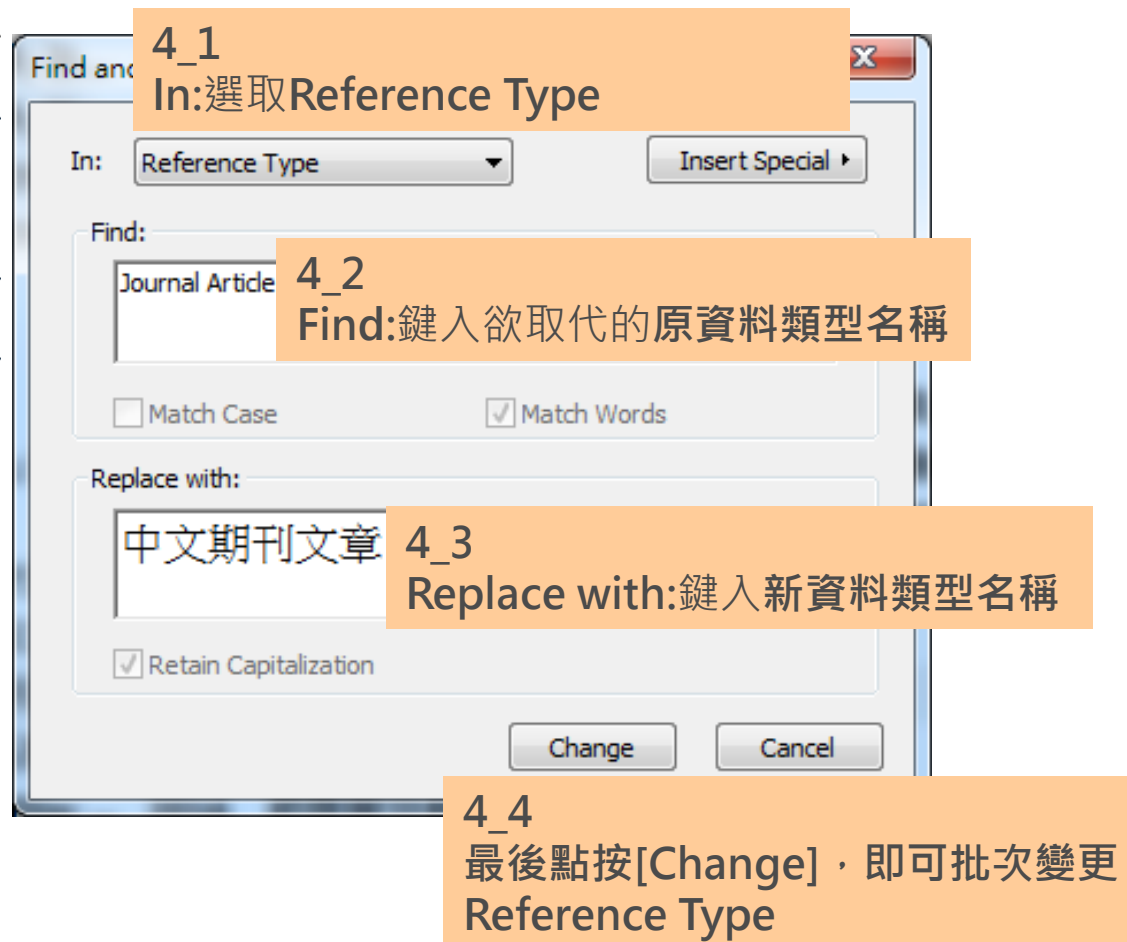 4_1
In:選取Reference Type
Find and
In:
Reference Type
Insert Special
Find:
Journal Article
4_2
Find:鍵入欲取代的原資料類型名稱
Match Case
Match Words
Replace with:
中文期刊文章
4_3
Replace with:鍵入新資料類型名稱
Retain Capitalization
Change
Cancel
4_4
最後點按[Change],即可批次變更
Reference Type